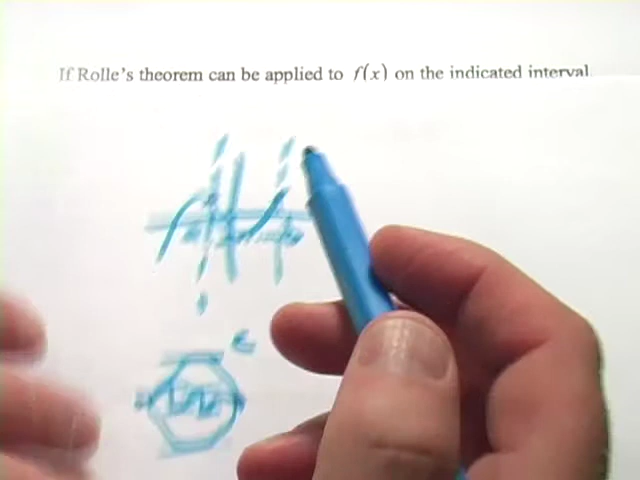 If Rolle's theorem can be applied to f(x) on the indicated interval